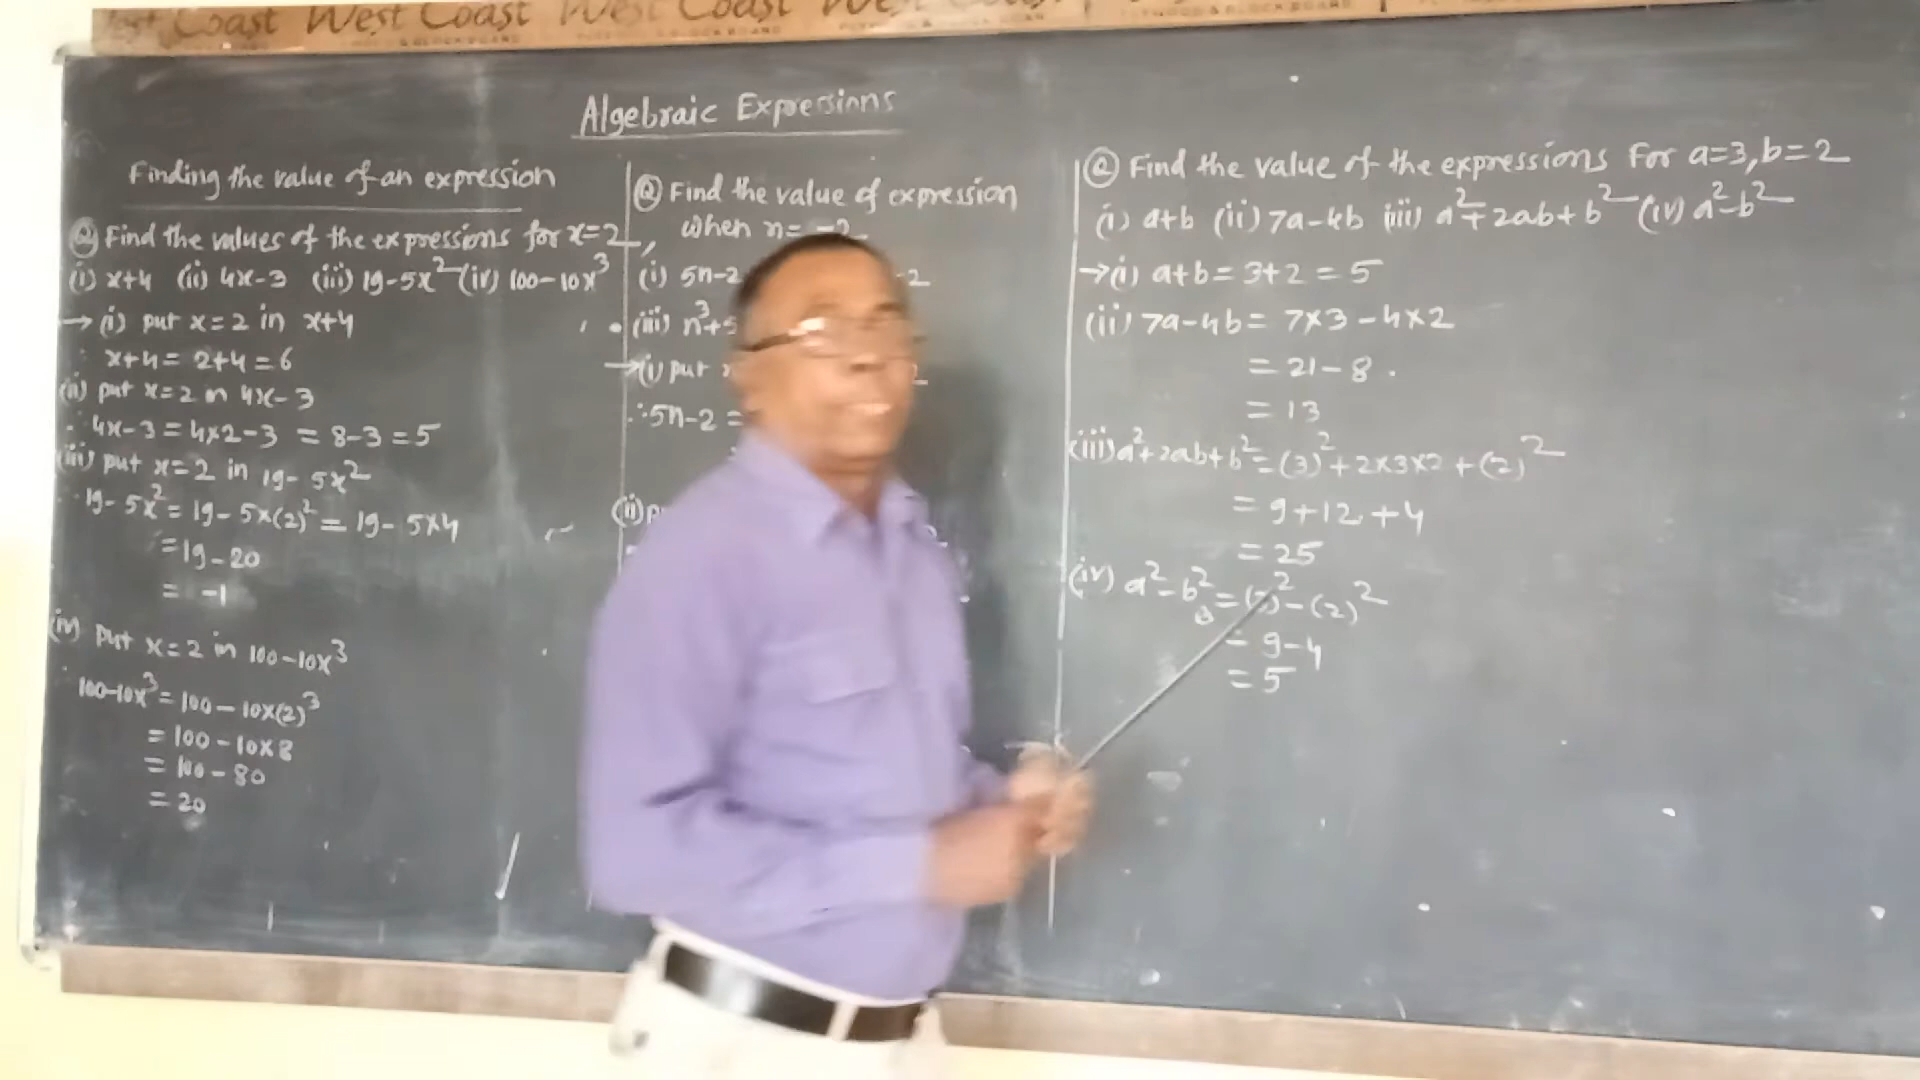 West Coast West Coast West Coast
Algebraic Expressions
Finding the value of an expression
Q Find the values of the expressions for x=2,
(i) x+4 (ii) 4x-3 (iii) 19-5x² (iv) 100-10x³
→ (i) put x=2 in x+4
∴ x+4 = 2+4 = 6
(ii) put x=2 in 4x-3
∴ 4x-3 = 4×2-3 = 8-3 = 5
(iii) put x=2 in 19-5x²
∴ 19-5x² = 19-5×(2)² = 19-5×4
= 19-20
= -1
(iv) put x=2 in 100-10x³
∴ 100-10x³ = 100-10×(2)³
= 100-10×8
= 100-80
= 20
Q Find the value of expression
when n= -2
(i) 5n-2
(iii) n³+5
→ (i) put
∴ 5n-2 =
(ii)
Q Find the value of the expressions For a=3, b=2
(i) a+b (ii) 7a-4b (iii) a²+2ab+b² (iv) a²-b²
→ (i) a+b = 3+2 = 5
(ii) 7a-4b = 7×3-4×2
= 21-8.
= 13
(iii) a²+2ab+b² = (3)²+2×3×2+(2)²
= 9+12+4
= 25
(iv) a²-b² = (3)²-(2)²
= 9-4
= 5